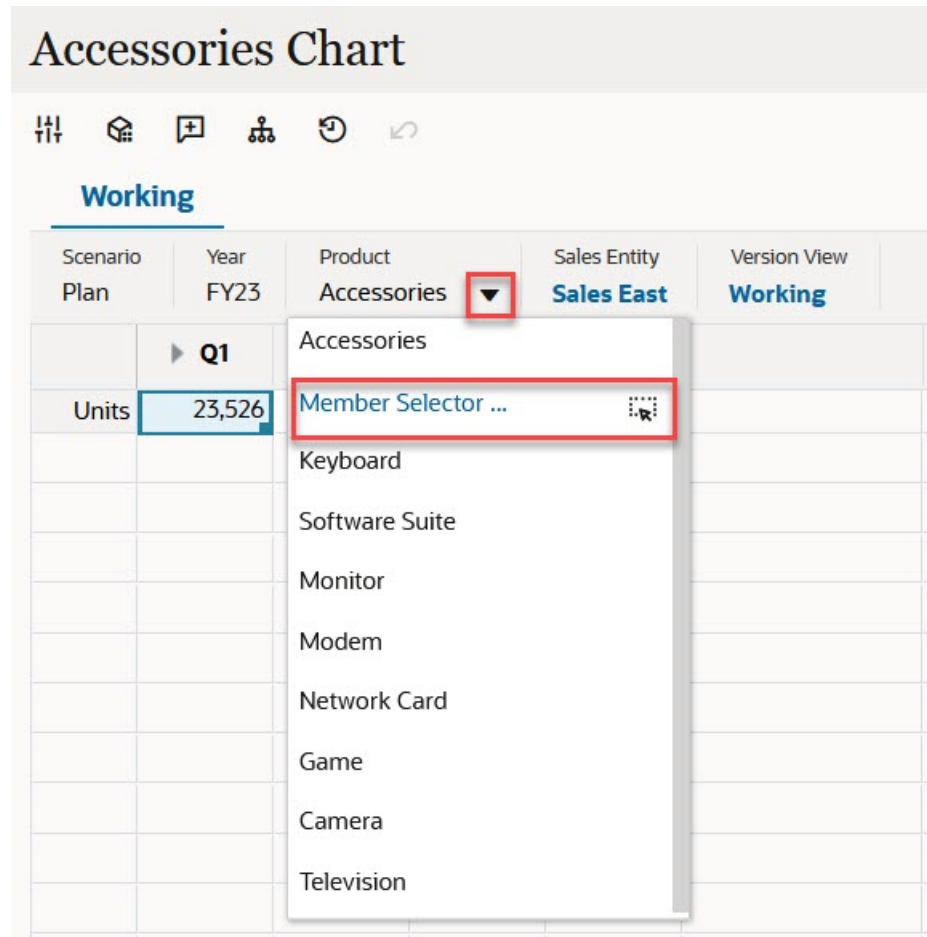 Accessories Chart
Working
Scenario Year Product Sales Entity Version View
Plan FY23 Accessories Sales East Working
Q1
Units 23,526
Accessories
Member Selector ...
Keyboard
Software Suite
Monitor
Modem
Network Card
Game
Camera
Television